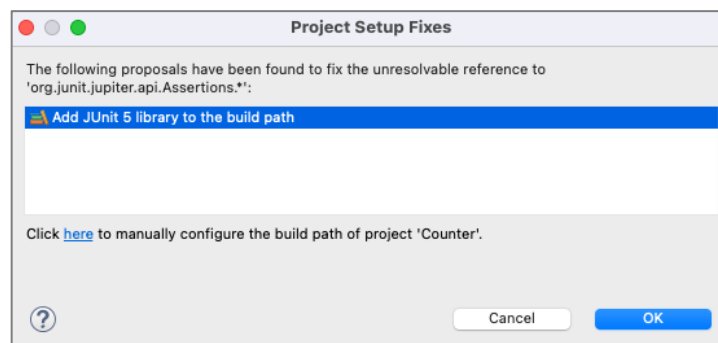 Project Setup Fixes
The following proposals have been found to fix the unresolvable reference to
'org.junit.jupiter.api.Assertions.*':
Add JUnit 5 library to the build path
Click here to manually configure the build path of project 'Counter'.
?
Cancel
OK